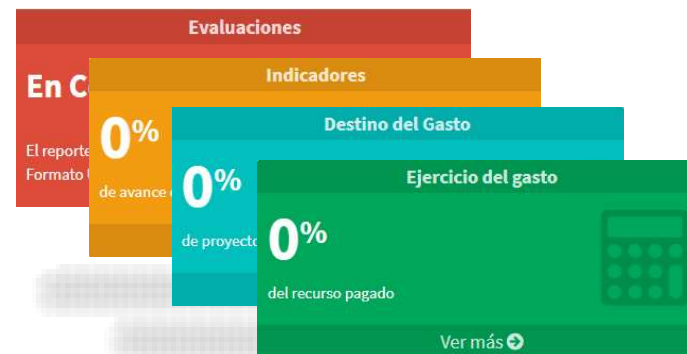 Evaluaciones
En C
El reporte
Formato
Indicadores
0%
de avance
Destino del Gasto
0%
de proyecto
Ejercicio del gasto
0%
del recurso pagado
Ver más